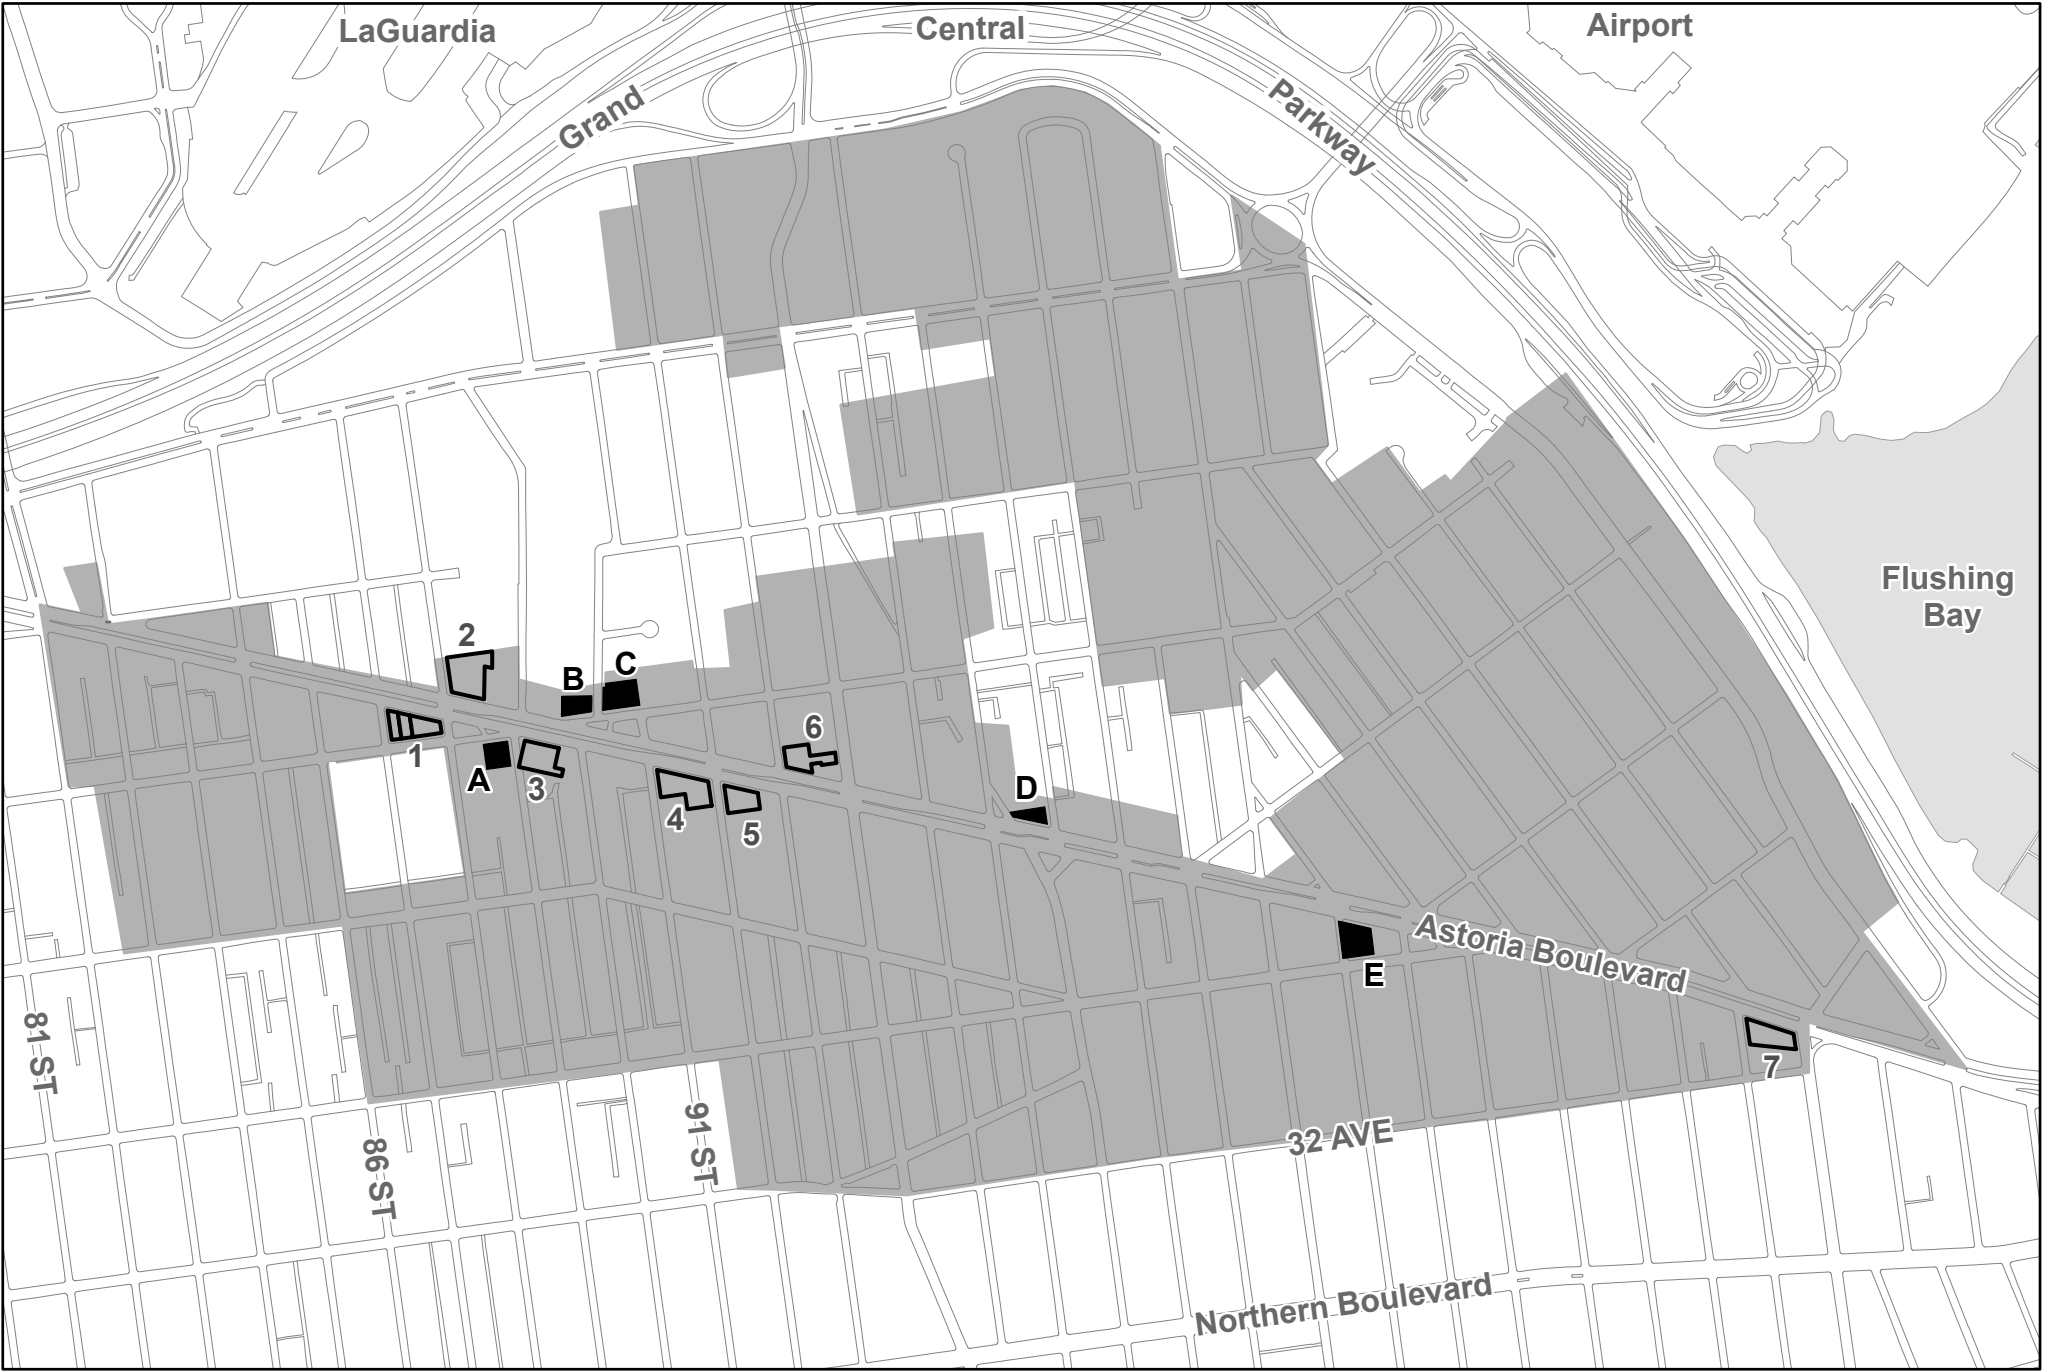 LaGuardia
Central
Airport
Grand
Parkway
Flushing
Bay
2
B
C
1
A
3
6
4
5
D
E
Astoria Boulevard
7
81 ST
86 ST
91 ST
32 AVE
Northern Boulevard